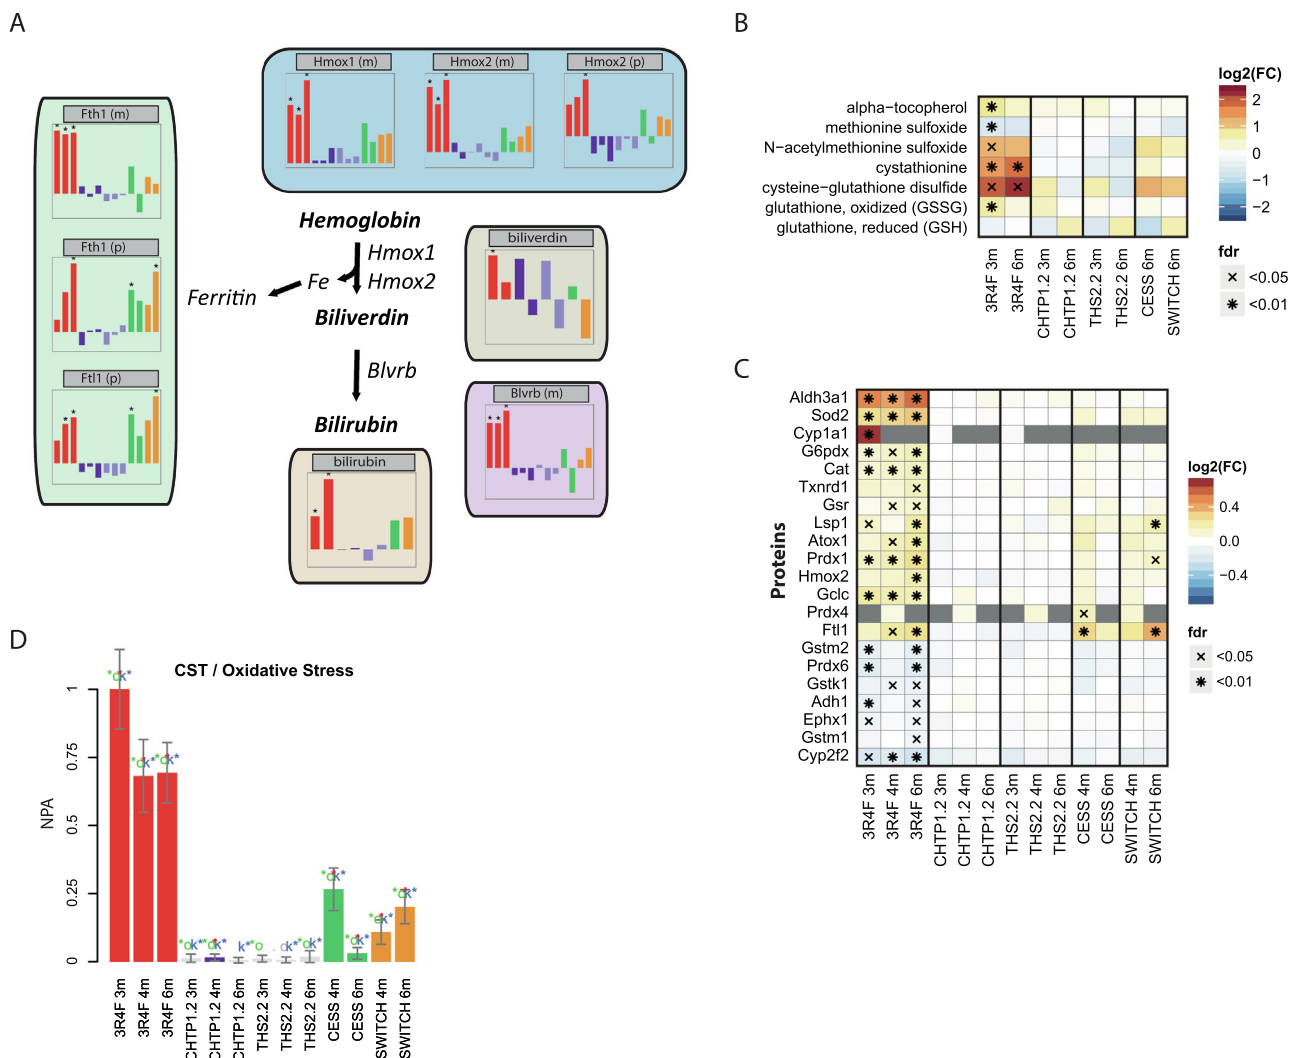 A
Hmox1 (m)
Hmox2 (m)
Hmox2 (p)
Fth1 (m)
Fth1 (p)
Ftl1 (p)
Hemoglobin
Hmox1
Hmox2
Fe
Ferritin
Biliverdin
Blvrb
Bilirubin
biliverdin
Blvrb (m)
bilirubin
B
alpha−tocopherol
methionine sulfoxide
N−acetylmethionine sulfoxide
cystathionine
cysteine−glutathione disulfide
glutathione, oxidized (GSSG)
glutathione, reduced (GSH)
3R4F 3m
3R4F 6m
CHTP1.2 3m
CHTP1.2 6m
THS2.2 3m
THS2.2 6m
CESS 6m
SWITCH 6m
log2(FC)
2
1
0
−1
−2
fdr
× <0.05
✱ <0.01
C
Proteins
Aldh3a1
Sod2
Cyp1a1
G6pdx
Cat
Txnrd1
Gsr
Lsp1
Atox1
Prdx1
Hmox2
Gclc
Prdx4
Ftl1
Gstm2
Prdx6
Gstk1
Adh1
Ephx1
Gstm1
Cyp2f2
3R4F 3m
3R4F 4m
3R4F 6m
CHTP1.2 3m
CHTP1.2 4m
CHTP1.2 6m
THS2.2 3m
THS2.2 4m
THS2.2 6m
CESS 4m
CESS 6m
SWITCH 4m
SWITCH 6m
log2(FC)
0.4
0.0
−0.4
fdr
× <0.05
✱ <0.01
D
CST / Oxidative Stress
NPA
1
0.75
0.5
0.25
0
3R4F 3m
3R4F 4m
3R4F 6m
CHTP1.2 3m
CHTP1.2 4m
CHTP1.2 6m
THS2.2 3m
THS2.2 4m
THS2.2 6m
CESS 4m
CESS 6m
SWITCH 4m
SWITCH 6m